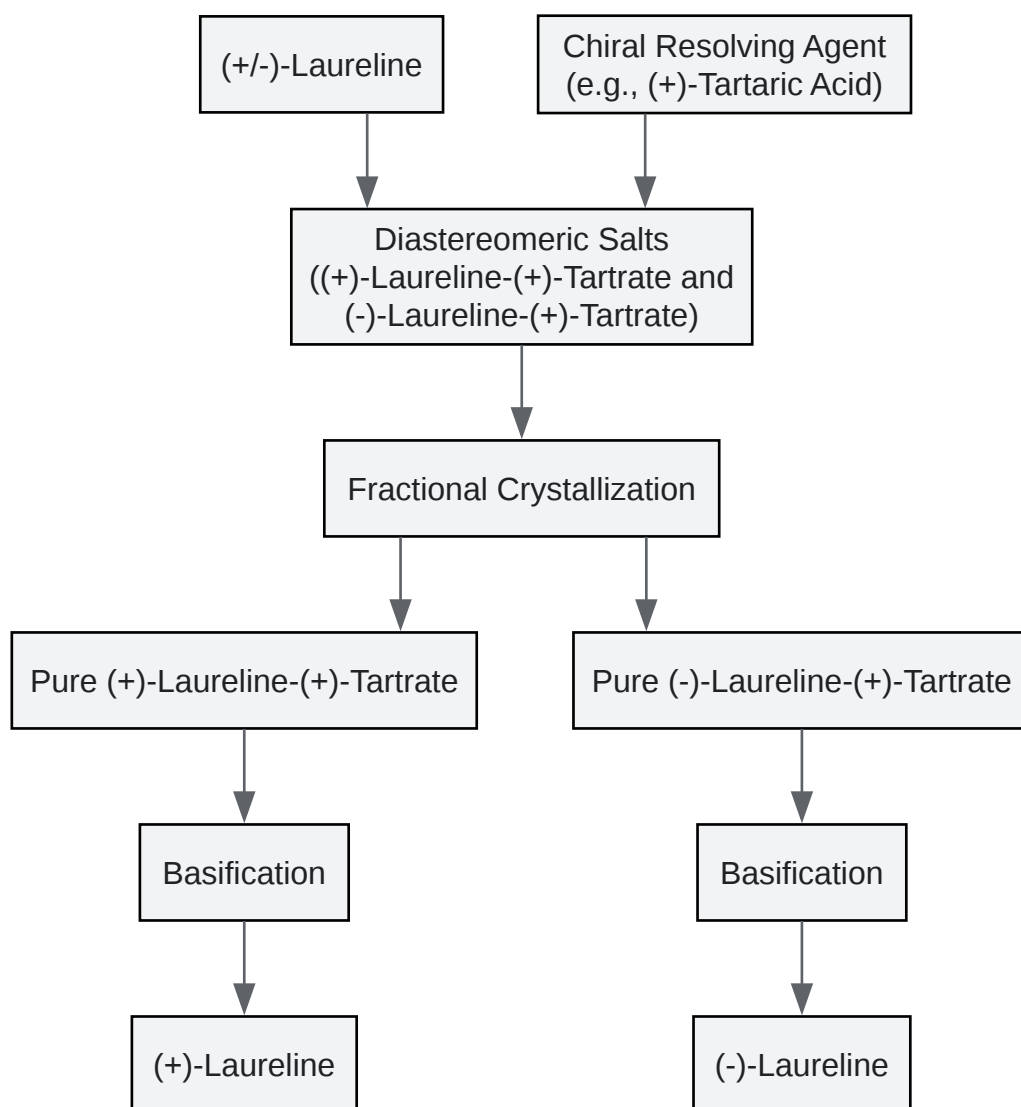 (+/-)-Laureline
Chiral Resolving Agent
(e.g., (+)-Tartaric Acid)
Diastereomeric Salts
((+)-Laureline-(+)-Tartrate and
(-)-Laureline-(+)-Tartrate)
Fractional Crystallization
Pure (+)-Laureline-(+)-Tartrate
Pure (-)-Laureline-(+)-Tartrate
Basification
Basification
(+)-Laureline
(-)-Laureline